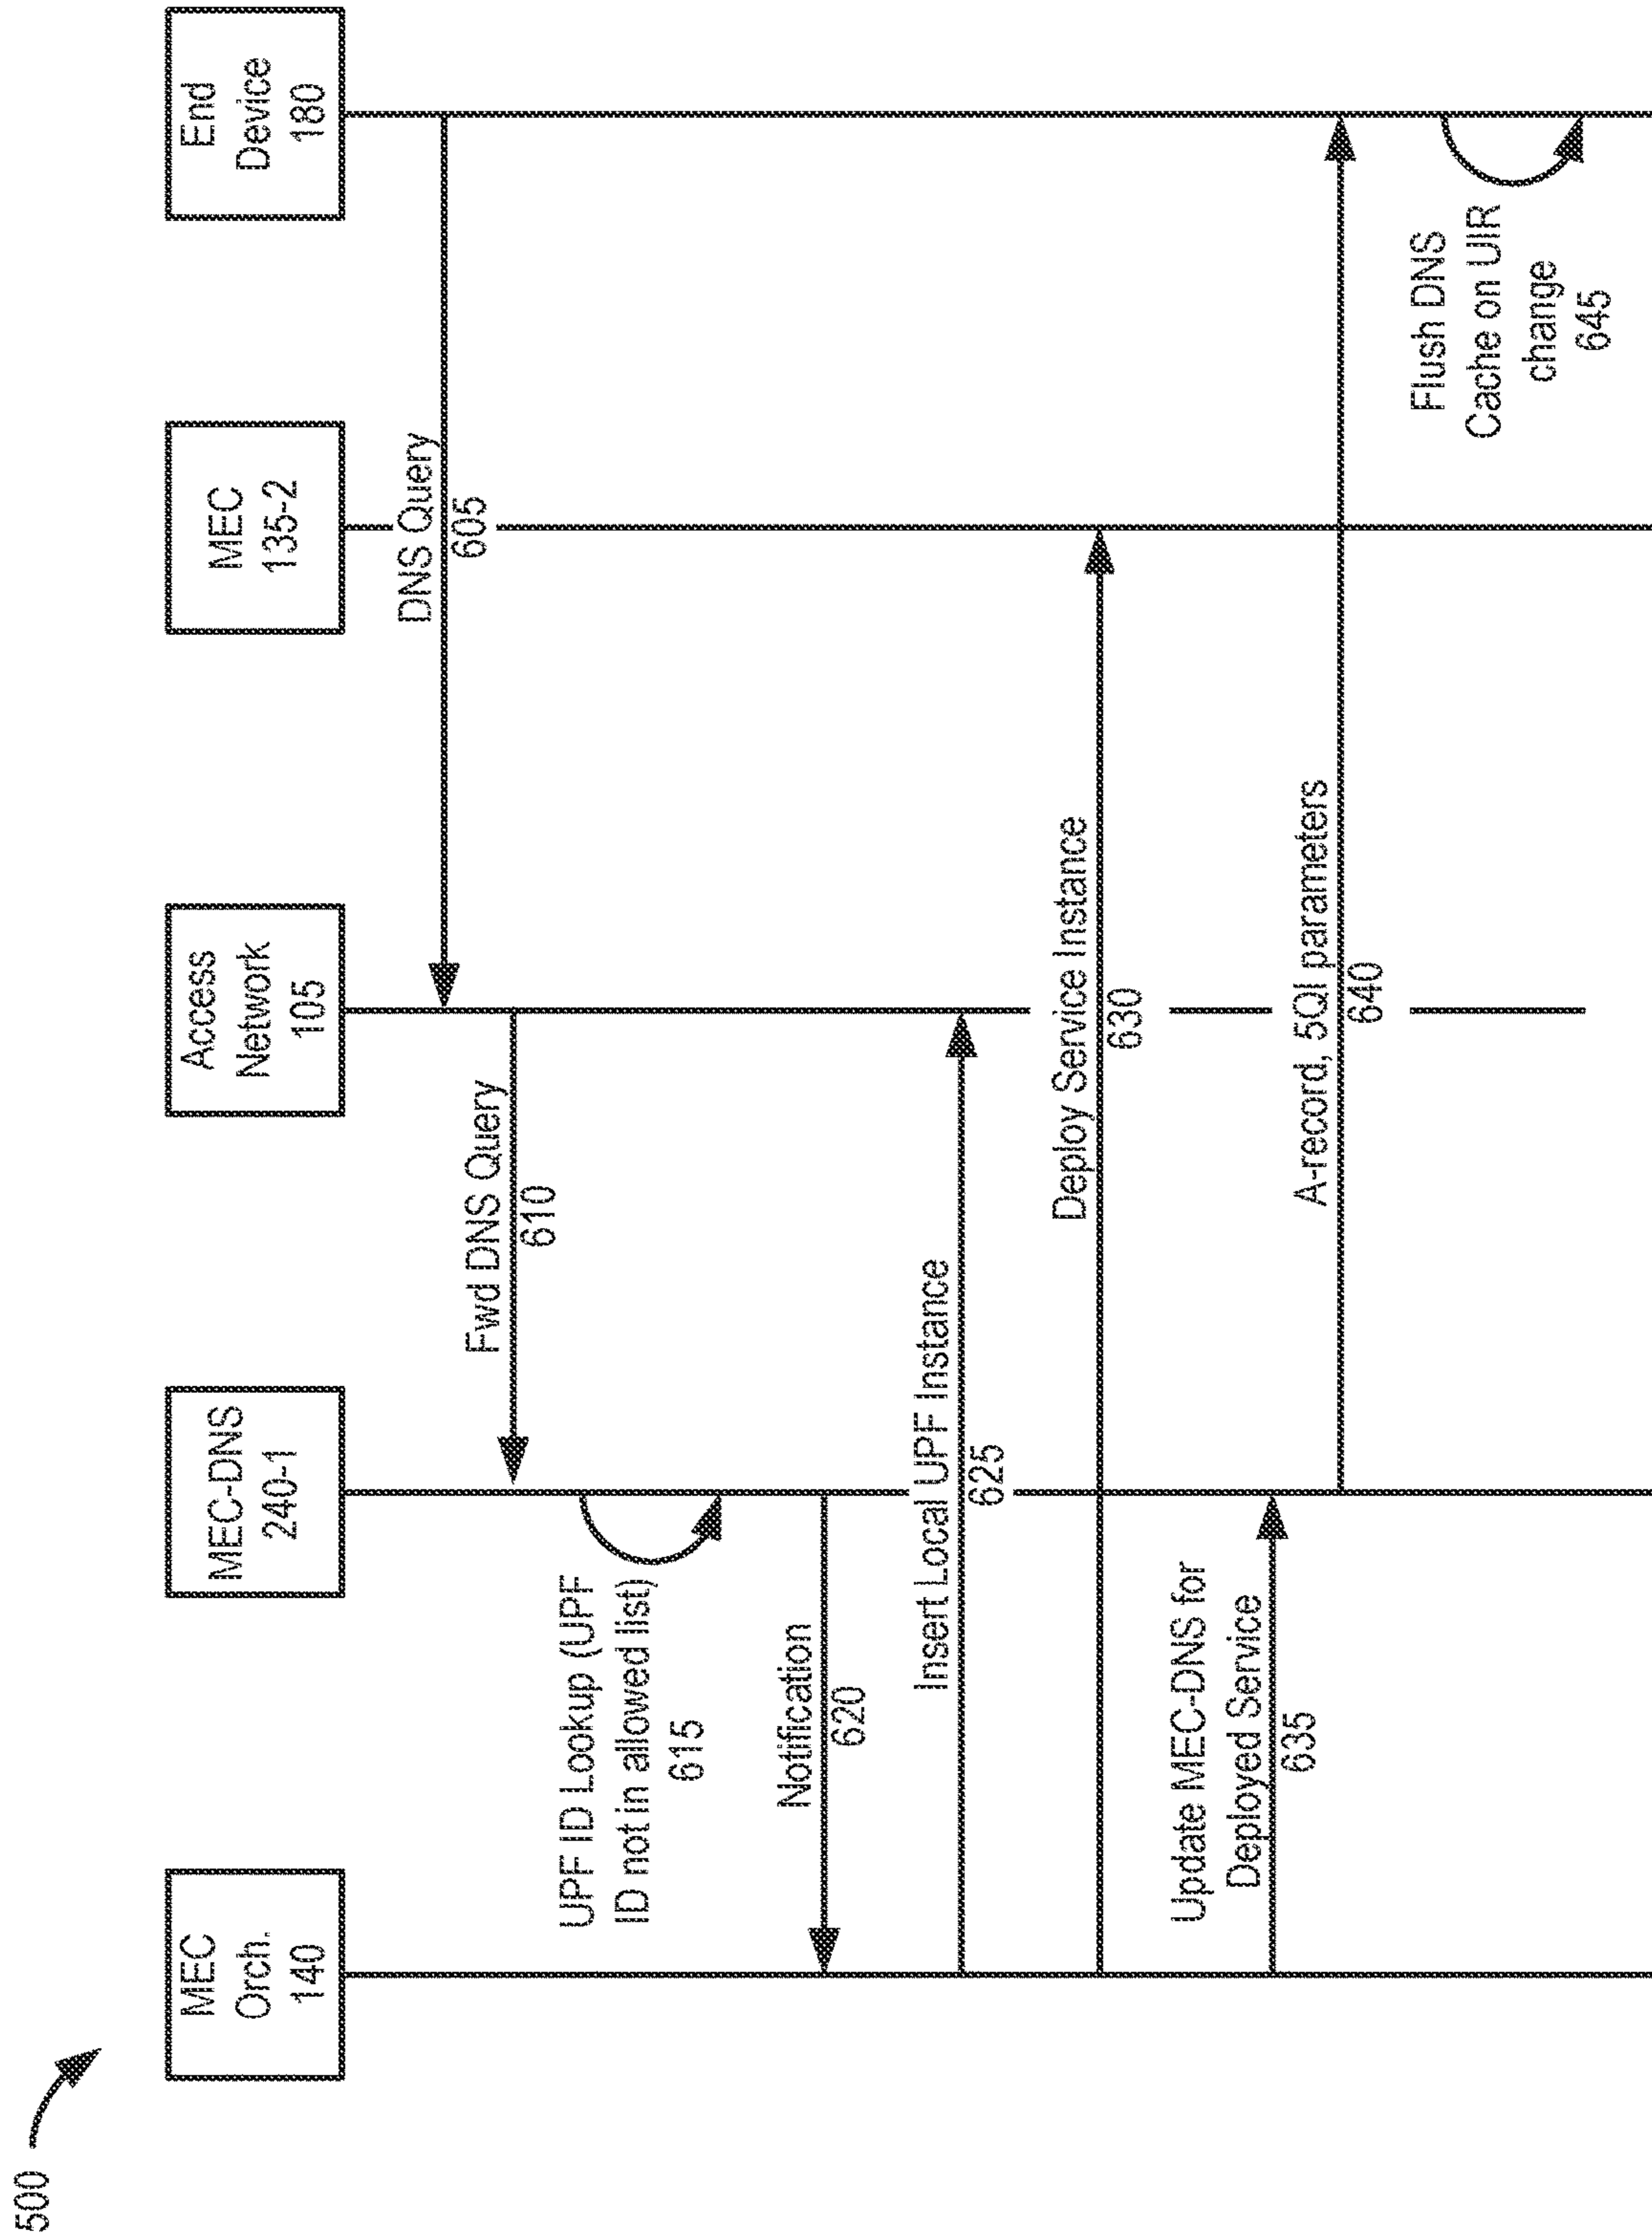 500
MEC
Orch.
140
MEC-DNS
240-1
Access
Network
105
MEC
135-2
End
Device
180
DNS Query
605
Fwd DNS Query
610
UPF ID Lookup (UPF
ID not in allowed list)
615
Notification
620
Insert Local UPF Instance
625
Deploy Service Instance
630
Update MEC-DNS for
Deployed Service
635
A-record, 5QI parameters
640
Flush DNS
Cache on UIR
change
645